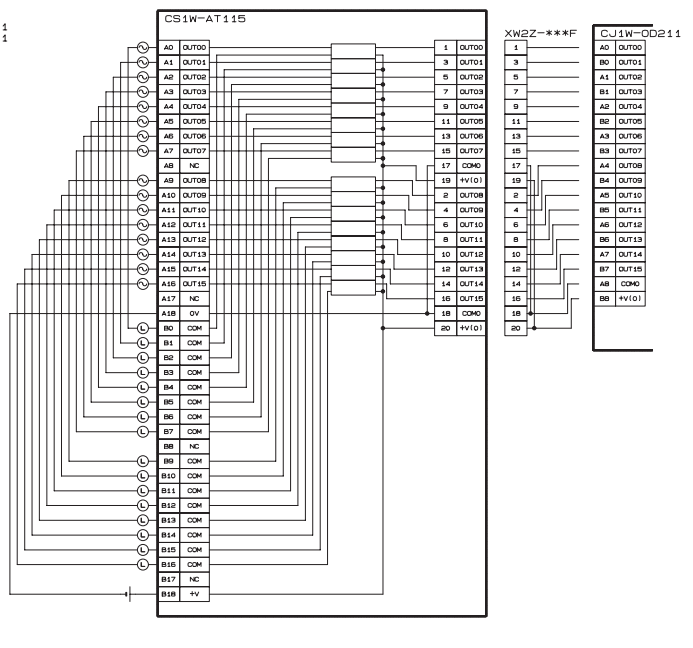 1
1
CS1W-AT115
XW2Z-***F
CJ1W-OD211
A0 OUT00 1 OUT00 1 A0 OUT00
A1 OUT01 3 OUT01 3 B0 OUT01
A2 OUT02 5 OUT02 5 A1 OUT02
A3 OUT03 7 OUT03 7 B1 OUT03
A4 OUT04 9 OUT04 9 A2 OUT04
A5 OUT05 11 OUT05 11 B2 OUT05
A6 OUT06 13 OUT06 13 A3 OUT06
A7 OUT07 15 OUT07 15 B3 OUT07
A8 NC 17 COM0 17 A4 OUT08
A9 OUT08 19 +V(0) 19 B4 OUT09
A10 OUT09 2 OUT08 2 A5 OUT10
A11 OUT10 4 OUT09 4 B5 OUT11
A12 OUT11 6 OUT10 6 A6 OUT12
A13 OUT12 8 OUT11 8 B6 OUT13
A14 OUT13 10 OUT12 10 A7 OUT14
A15 OUT14 12 OUT13 12 B7 OUT15
A16 OUT15 14 OUT14 14 A8 COM0
A17 NC 16 OUT15 16 B8 +V(0)
A18 0V 18 COM0 18
L B0 COM 20 +V(0) 20
L B1 COM
L B2 COM
L B3 COM
L B4 COM
L B5 COM
L B6 COM
L B7 COM
B8 NC
L B9 COM
L B10 COM
L B11 COM
L B12 COM
L B13 COM
L B14 COM
L B15 COM
L B16 COM
B17 NC
B18 +V